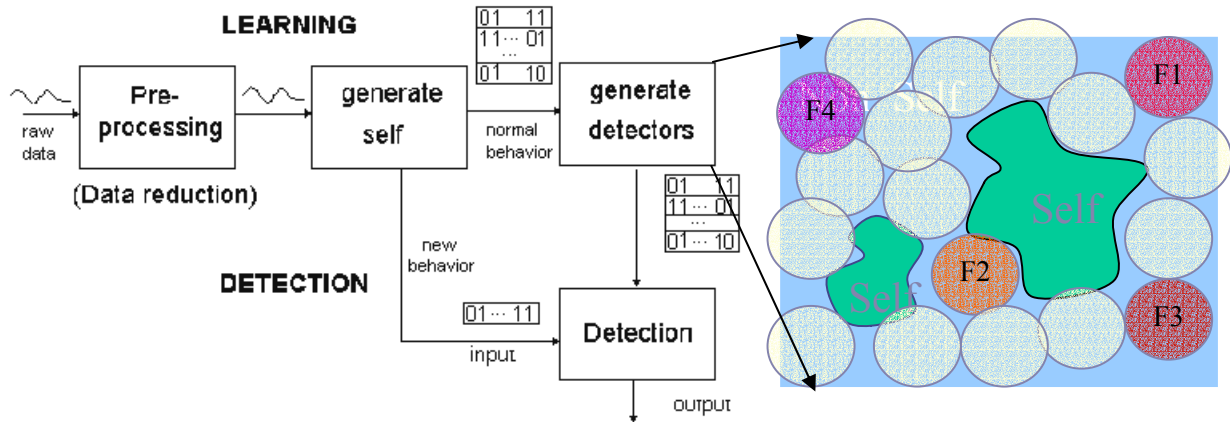 LEARNING
01 11
11 ··· 01
...
01 10
raw
data
Pre-
processing
(Data reduction)
generate
self
normal
behavior
generate
detectors
01 11
11 ··· 01
...
01 ··· 10
new
behavior
DETECTION
01 ··· 11
input
Detection
output
F1
F4
Self
Self
F2
Self
F3